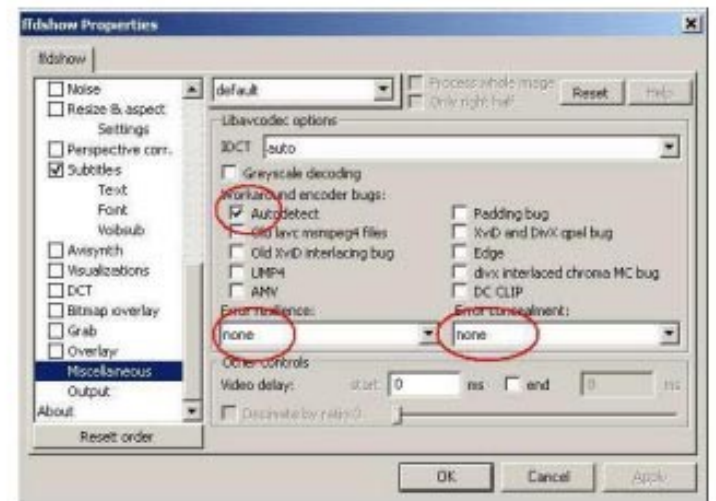 ffdshow Properties
ffdshow
Noise
Resize & aspect
Settings
Perspective corr.
Subtitles
Text
Font
Vobsub
Avisynth
Visualizations
DCT
Bitmap overlay
Grab
Overlay
Miscellaneous
Output
About
Reset order
default
Process whole image
Only right half
Reset
Help
Libavcodec options
IDCT auto
Greyscale decoding
Workaround encoder bugs:
Autodetect
Padding bug
Old lavc msmpeg4 files
XviD and DivX qpel bug
Old XviD interlacing bug
Edge
UMP4
divx interlaced chroma MC bug
AMV
DC CLIP
Error resilience:
Error concealment:
none
none
Other controls
Video delay: start 0 ms end 0 ms
Decimate by ratio:
OK
Cancel
Apply